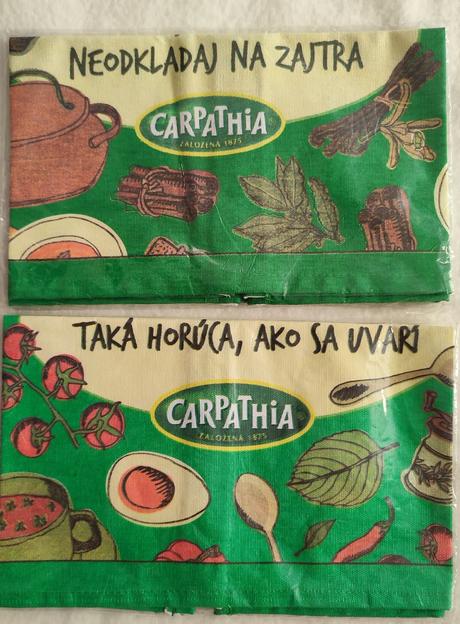 NEODKLADAJ NA ZAJTRA
CARPATHIA
ZALOŽENÁ 1875
TAKÁ HORÚCA, AKO SA UVARÍ
CARPATHIA
ZALOŽENÁ 1875